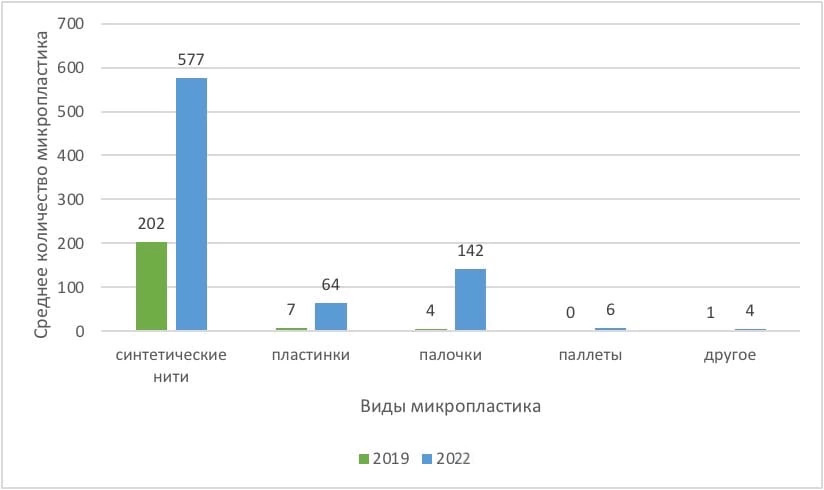 Среднее количество микропластика
700
600
500
400
300
200
100
0
577
202
7
64
4
142
0
6
1
4
синтетические
нити
пластинки
палочки
паллеты
другое
Виды микропластика
2019
2022